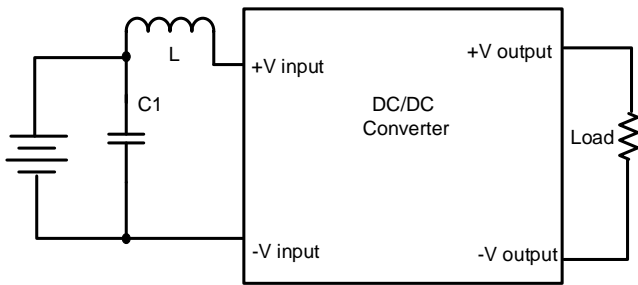 L
+V input
+V output
C1
DC/DC
Converter
Load
-V input
-V output